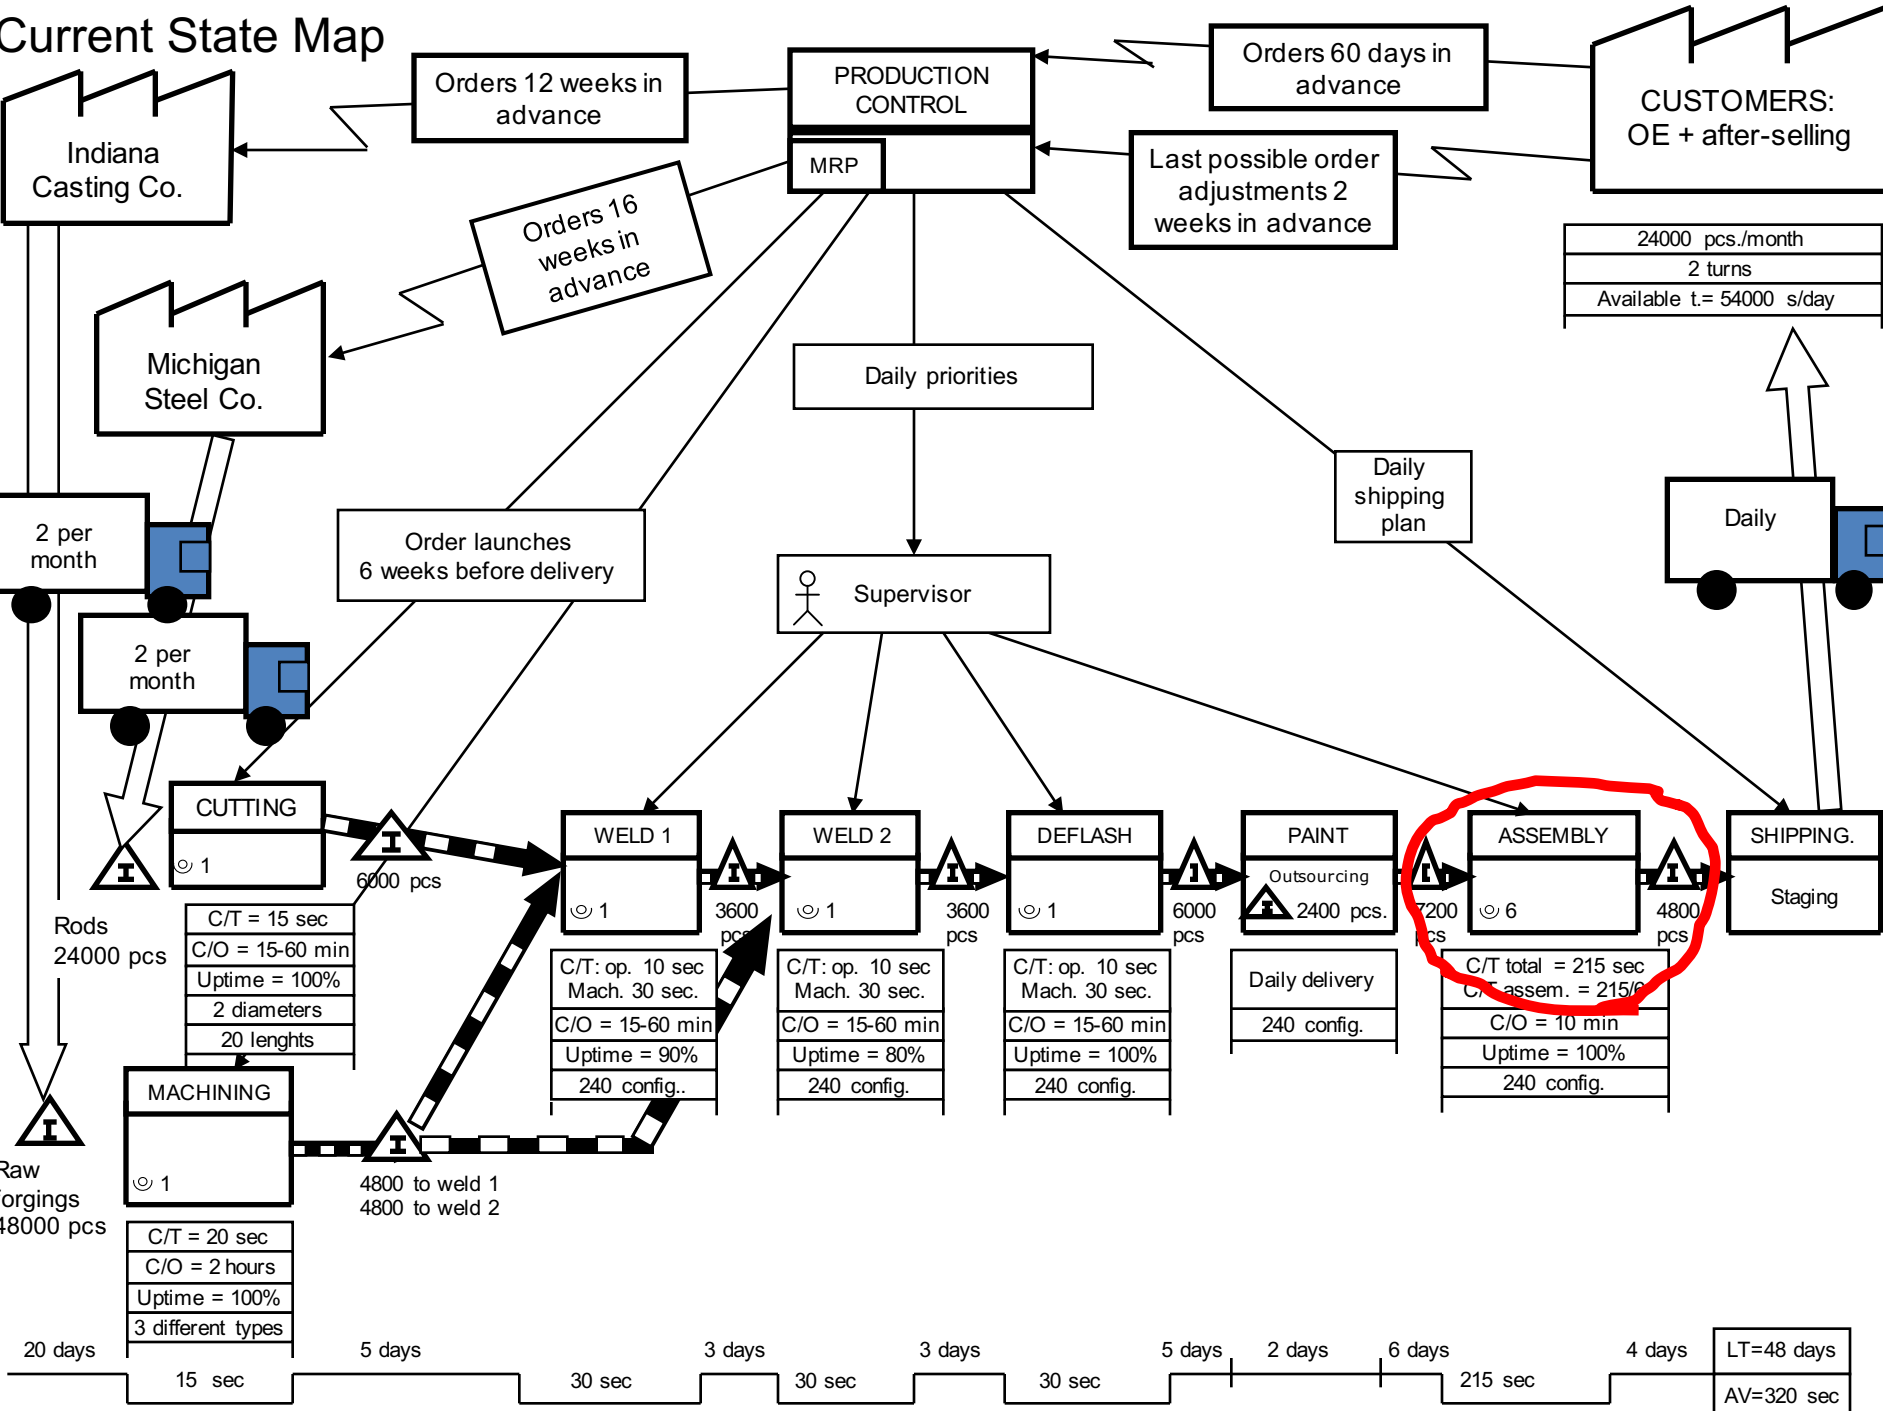 Current State Map
Orders 12 weeks in
advance
PRODUCTION
CONTROL
MRP
Orders 60 days in
advance
Last possible order
adjustments 2
weeks in advance
CUSTOMERS:
OE + after-selling
24000 pcs./month
2 turns
Available t.= 54000 s/day
Indiana
Casting Co.
Orders 16
weeks in
advance
Michigan
Steel Co.
Daily priorities
Daily
shipping
plan
2 per
month
Order launches
6 weeks before delivery
Supervisor
Daily
2 per
month
CUTTING
1
6000 pcs
Rods
24000 pcs
C/T = 15 sec
C/O = 15-60 min
Uptime = 100%
2 diameters
20 lenghts
WELD 1
1
3600
pcs
C/T: op. 10 sec
Mach. 30 sec.
C/O = 15-60 min
Uptime = 90%
240 config..
WELD 2
1
3600
pcs
C/T: op. 10 sec
Mach. 30 sec.
C/O = 15-60 min
Uptime = 80%
240 config.
DEFLASH
1
6000
pcs
C/T: op. 10 sec
Mach. 30 sec.
C/O = 15-60 min
Uptime = 100%
240 config.
PAINT
Outsourcing
2400 pcs.
7200
pcs
Daily delivery
240 config.
ASSEMBLY
6
4800
pcs
C/T total = 215 sec
C/T assem. = 215/6
C/O = 10 min
Uptime = 100%
240 config.
SHIPPING.
Staging
MACHINING
1
4800 to weld 1
4800 to weld 2
Raw
forgings
48000 pcs
C/T = 20 sec
C/O = 2 hours
Uptime = 100%
3 different types
20 days
5 days
3 days
3 days
5 days
2 days
6 days
4 days
LT=48 days
15 sec
30 sec
30 sec
30 sec
215 sec
AV=320 sec